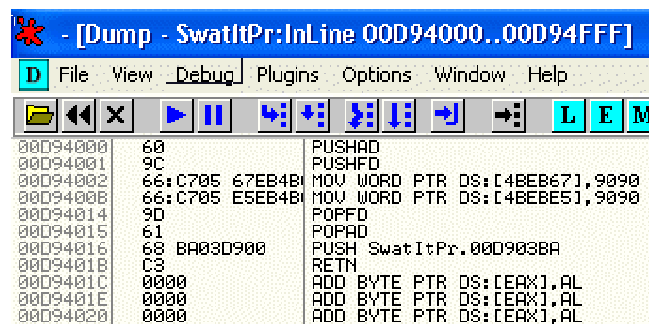 - [Dump - SwatItPr:InLine 00D94000..00D94FFF]
D File View Debug Plugins Options Window Help
L E M
00D94000 60 PUSHAD
00D94001 9C PUSHFD
00D94002 66:C705 67EB4B MOV WORD PTR DS:[4BEB67],9090
00D9400B 66:C705 E5EB4B MOV WORD PTR DS:[4BEBE5],9090
00D94014 9D POPFD
00D94015 61 POPAD
00D94016 68 BA03D900 PUSH SwatItPr.00D903BA
00D9401B C3 RETN
00D9401C 0000 ADD BYTE PTR DS:[EAX],AL
00D9401E 0000 ADD BYTE PTR DS:[EAX],AL
00D94020 0000 ADD BYTE PTR DS:[EAX],AL